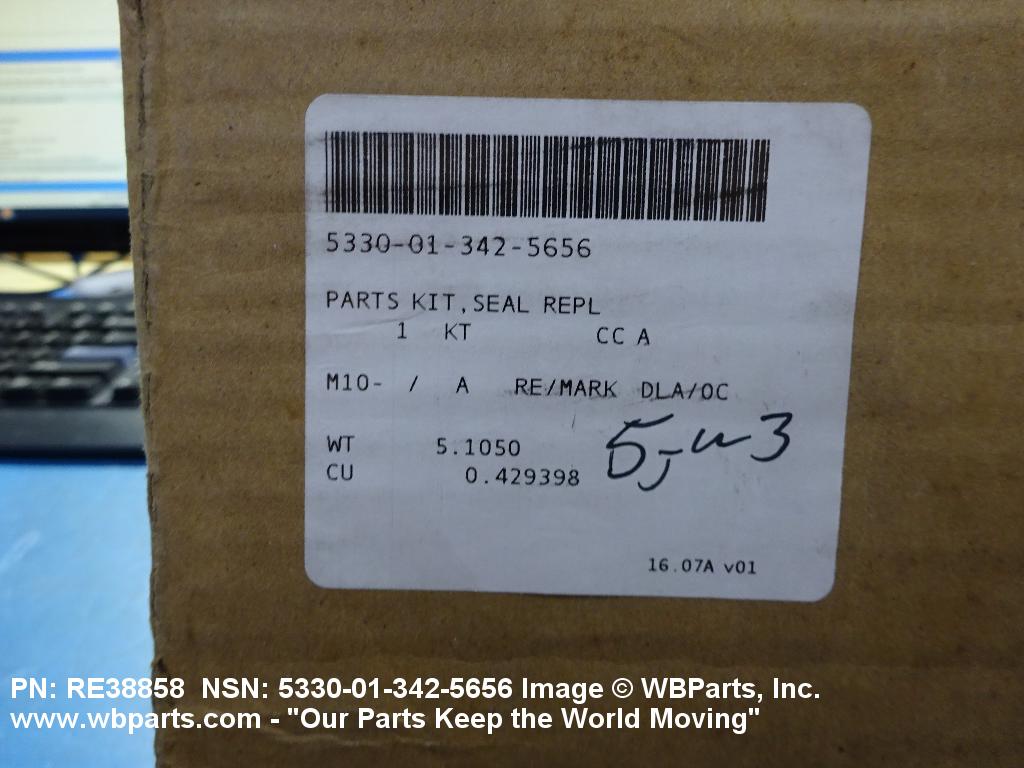 5330-01-342-5656
PARTS KIT,SEAL REPL
1 KT CC A
M10- / A RE/MARK DLA/OC
WT 5.1050
CU 0.429398
16.07A v01
PN: RE38858 NSN: 5330-01-342-5656 Image © WBParts, Inc.
www.wbparts.com - "Our Parts Keep the World Moving"